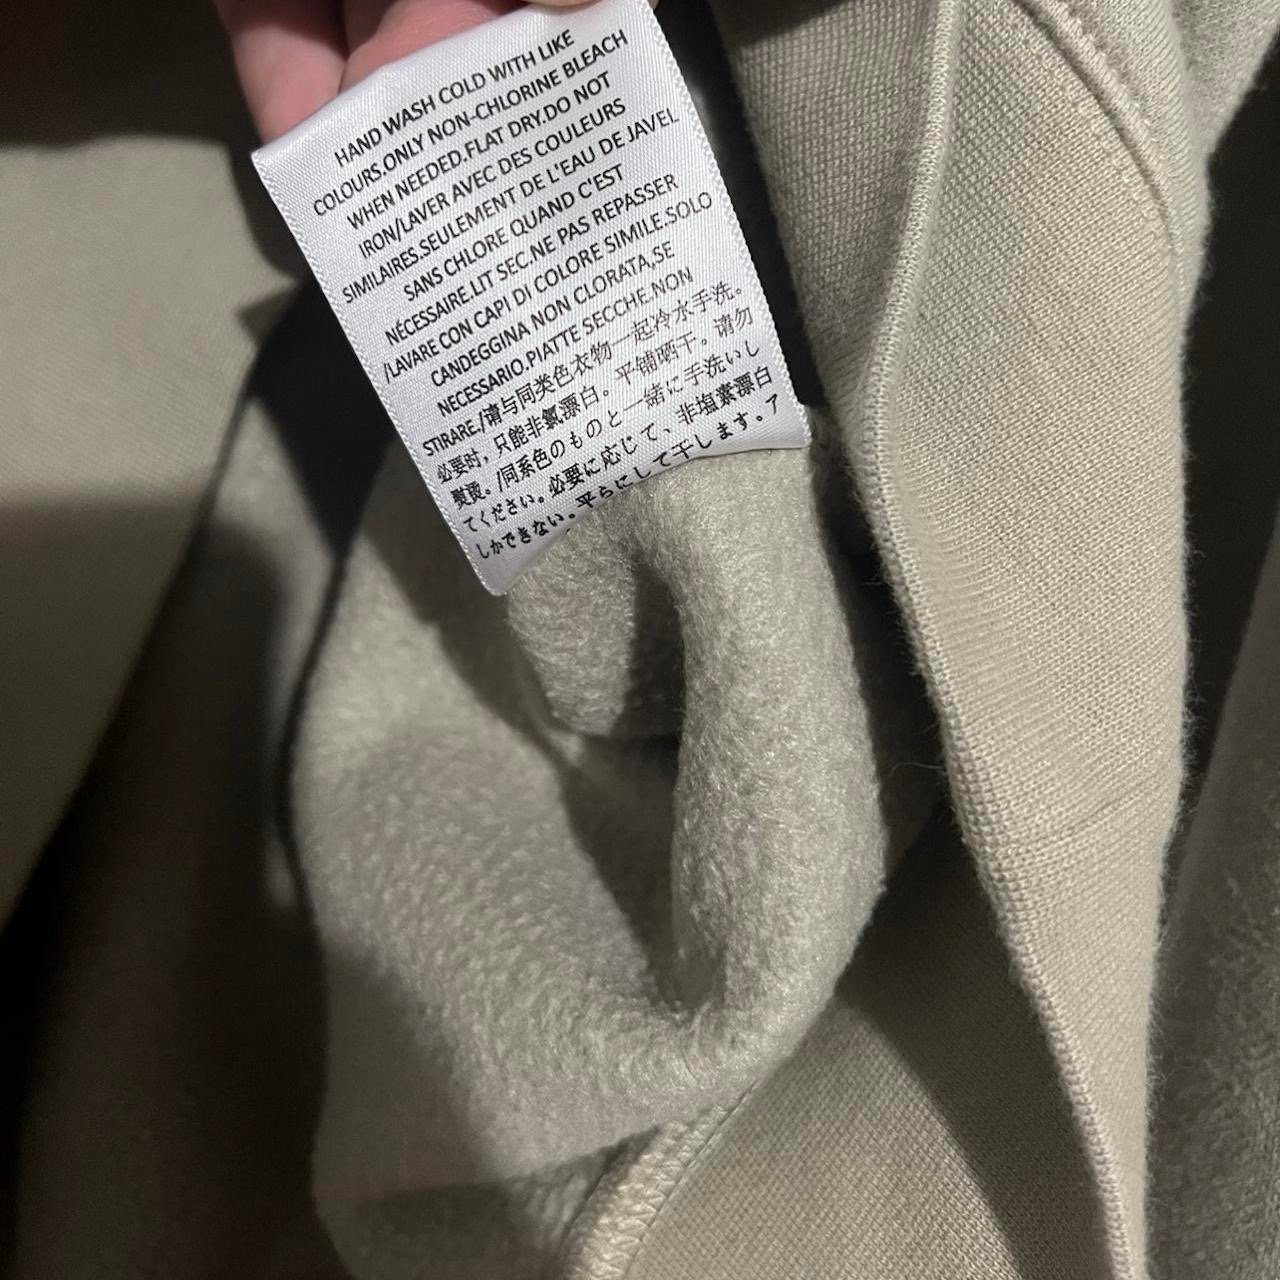 HAND WASH COLD WITH LIKE
COLOURS.ONLY NON-CHLORINE BLEACH
WHEN NEEDED.FLAT DRY.DO NOT
IRON/LAVER AVEC DES COULEURS
SIMILAIRES.SEULEMENT DE L'EAU DE JAVEL
SANS CHLORE QUAND C'EST
NÉCESSAIRE.LIT SEC.NE PAS REPASSER
/LAVARE CON CAPI DI COLORE SIMILE.SOLO
CANDEGGINA NON CLORATA,SE
NECESSARIO.PIATTE SECCHE.NON
STIRARE./请与同类色衣物一起冷水手洗。
必要时，只能非氯漂白。平铺晒干。请勿
熨烫。/同系色のものと一緒に手洗いし
てください。必要に応じて、非塩素漂白
しかできない。平らにして干します。ア